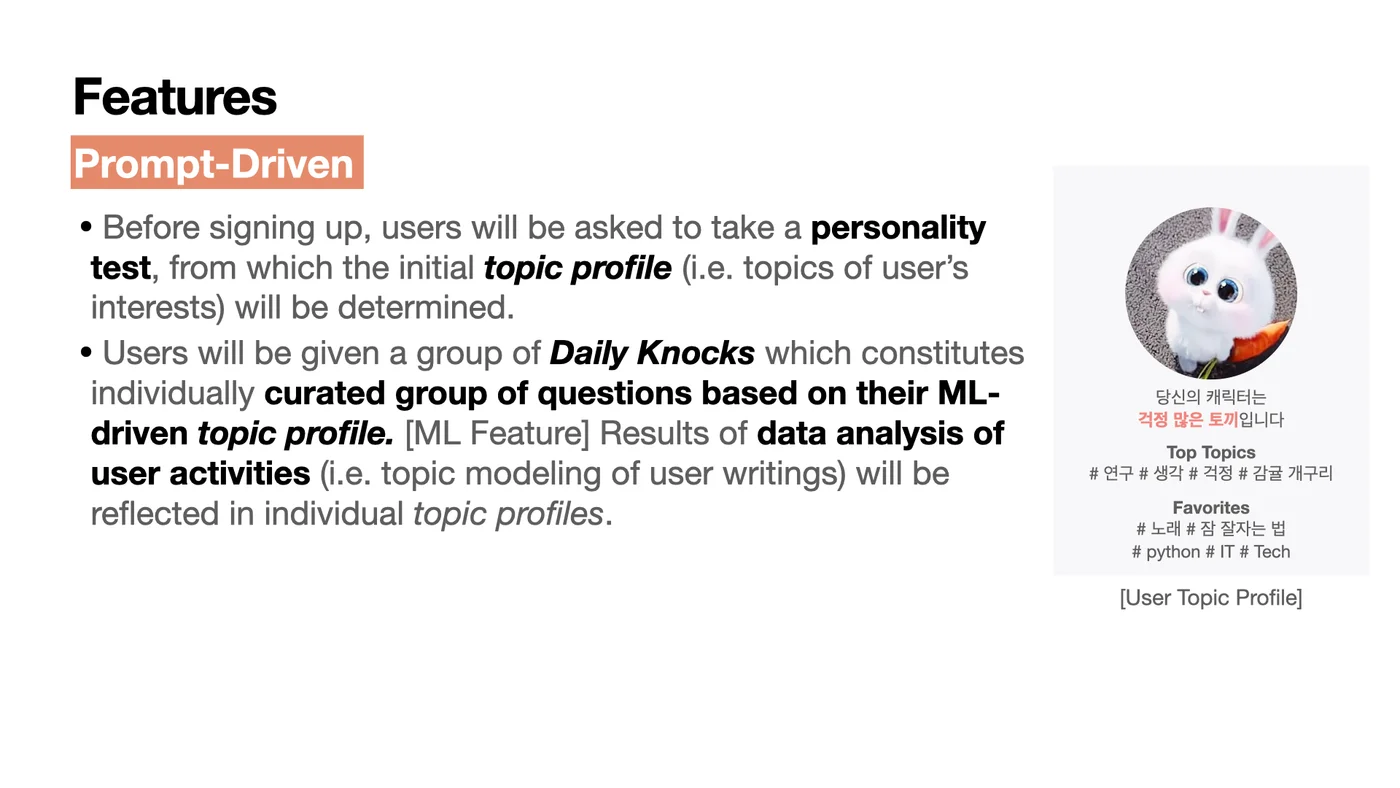 Features
Prompt-Driven
• Before signing up, users will be asked to take a personality
test, from which the initial topic profile (i.e. topics of user’s
interests) will be determined.
• Users will be given a group of Daily Knocks which constitutes
individually curated group of questions based on their ML-
driven topic profile. [ML Feature] Results of data analysis of
user activities (i.e. topic modeling of user writings) will be
reflected in individual topic profiles.
당신의 캐릭터는
걱정 많은 토끼입니다
Top Topics
# 연구 # 생각 # 걱정 # 감귤 개구리
Favorites
# 노래 # 잠 잘자는 법
# python # IT # Tech
[User Topic Profile]